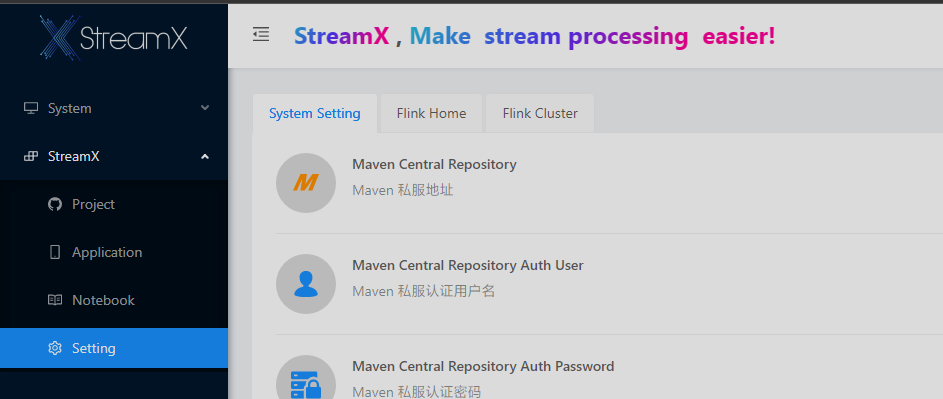 StreamX
StreamX , Make stream processing easier!
System
StreamX
Project
Application
Notebook
Setting
System Setting
Flink Home
Flink Cluster
Maven Central Repository
Maven 私服地址
Maven Central Repository Auth User
Maven 私服认证用户名
Maven Central Repository Auth Password
Maven 私服认证密码